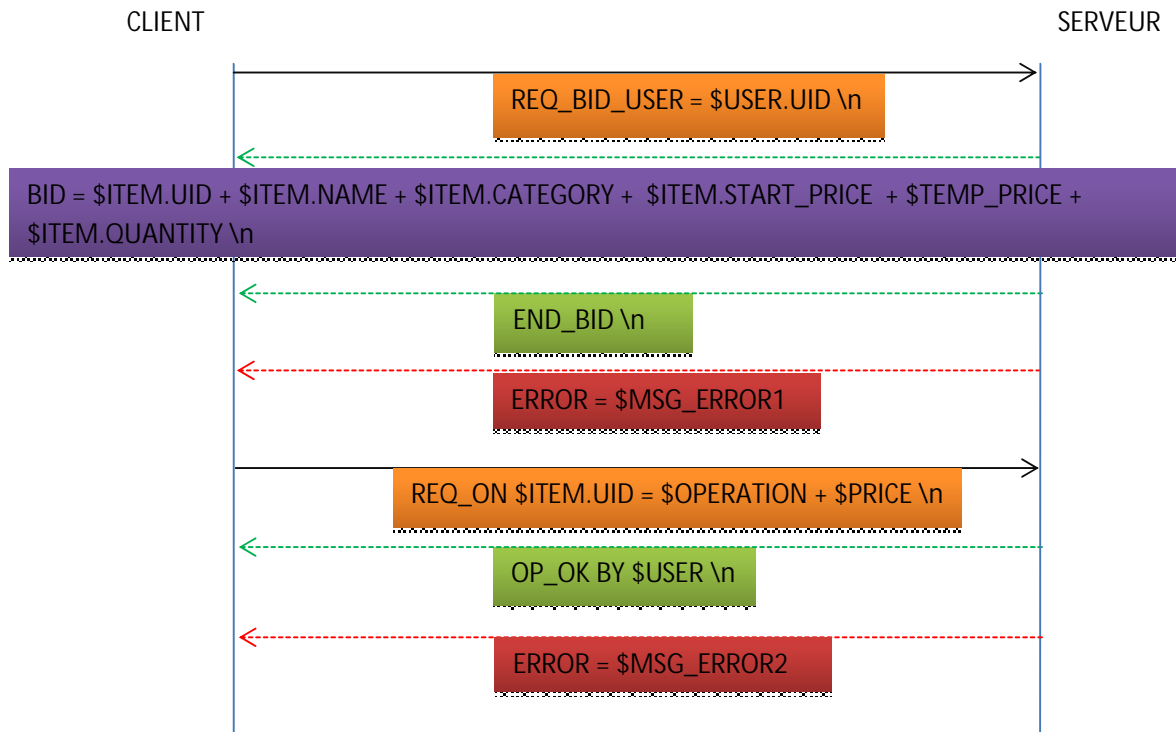 CLIENT
SERVEUR
REQ_BID_USER = $USER.UID \n
BID = $ITEM.UID + $ITEM.NAME + $ITEM.CATEGORY + $ITEM.START_PRICE + $TEMP_PRICE +
$ITEM.QUANTITY \n
END_BID \n
ERROR = $MSG_ERROR1
REQ_ON $ITEM.UID = $OPERATION + $PRICE \n
OP_OK BY $USER \n
ERROR = $MSG_ERROR2